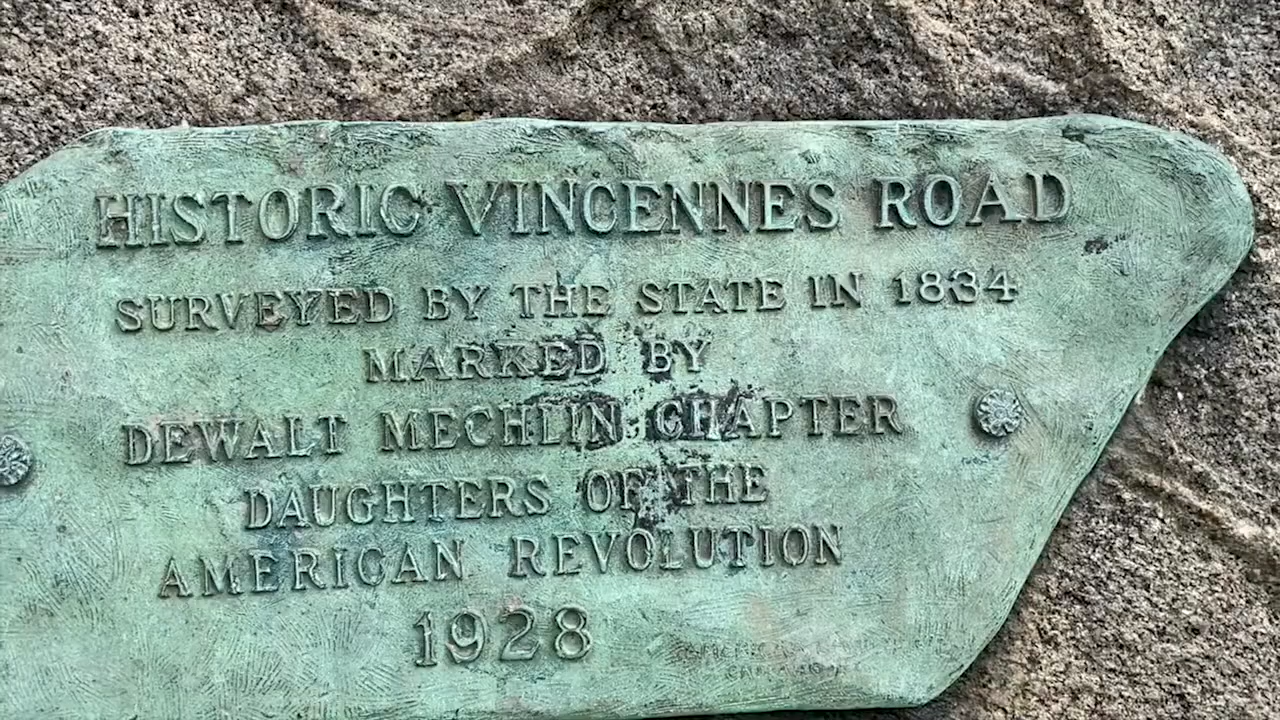 HISTORIC VINCENNES ROAD
SURVEYED BY THE STATE IN 1834
MARKED BY
DEWALT MECHLIN CHAPTER
DAUGHTERS OF THE
AMERICAN REVOLUTION
1928